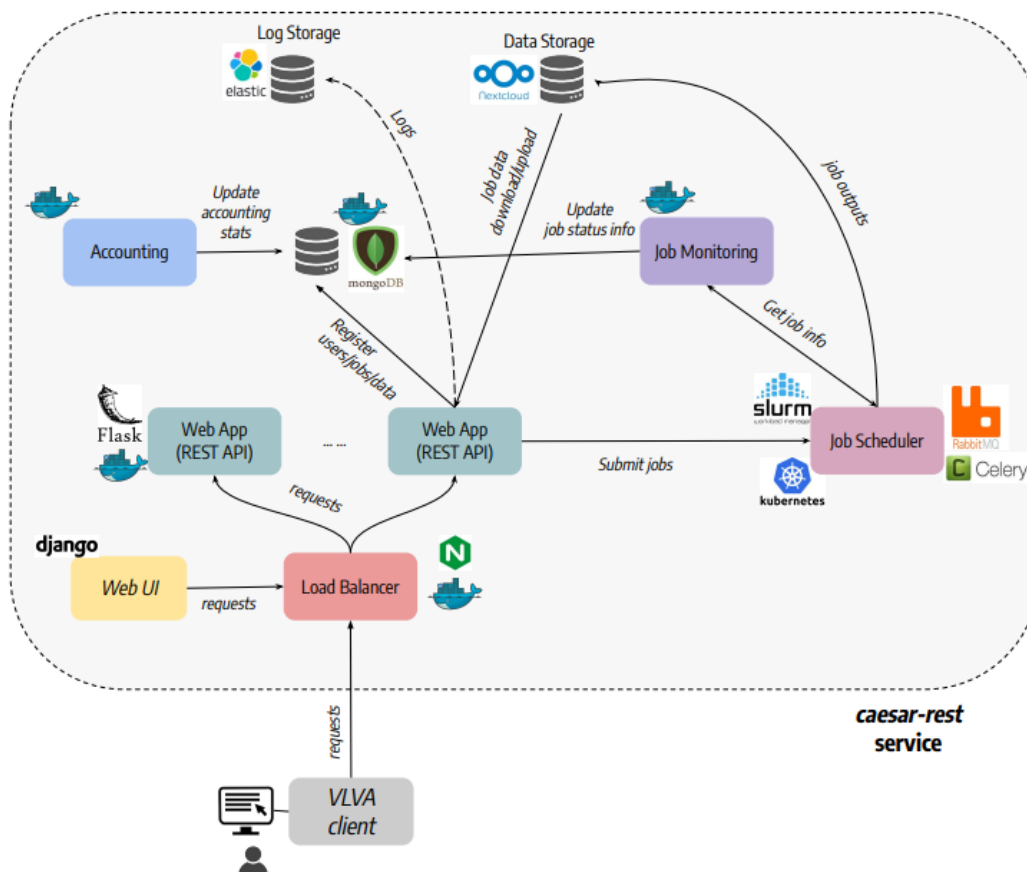 Log Storage
elastic
Data Storage
Nextcloud
Logs
Job data
download/upload
job outputs
Update
accounting
stats
Update
job status info
Accounting
mongoDB
Job Monitoring
Register
users/jobs/data
Get job info
Flask
Web App
(REST API)
... ...
Web App
(REST API)
Submit jobs
slurm
workload manager
Job Scheduler
RabbitMQ
kubernetes
C Celery
requests
django
Web UI
requests
Load Balancer
N
caesar-rest
service
requests
VLVA
client